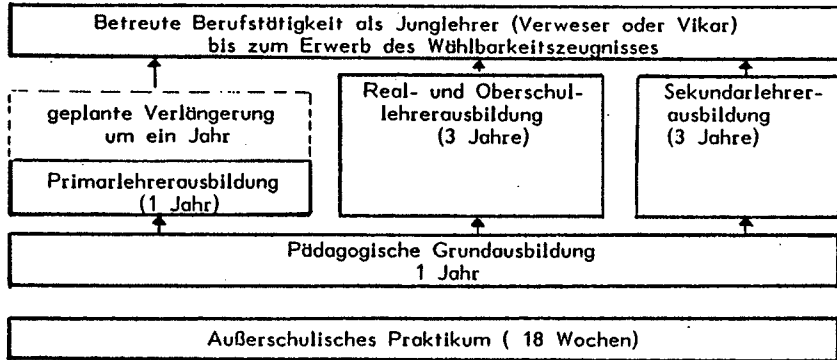 Betreute Berufstätigkeit als Junglehrer (Verweser oder Vikar)
bis zum Erwerb des Wählbarkeitszeugnisses
geplante Verlängerung
um ein Jahr
Primarlehrerausbildung
(1 Jahr)
Real- und Oberschul-
lehrerausbildung
(3 Jahre)
Sekundarlehrer-
ausbildung
(3 Jahre)
Pädagogische Grundausbildung
1 Jahr
Außerschulisches Praktikum ( 18 Wochen)